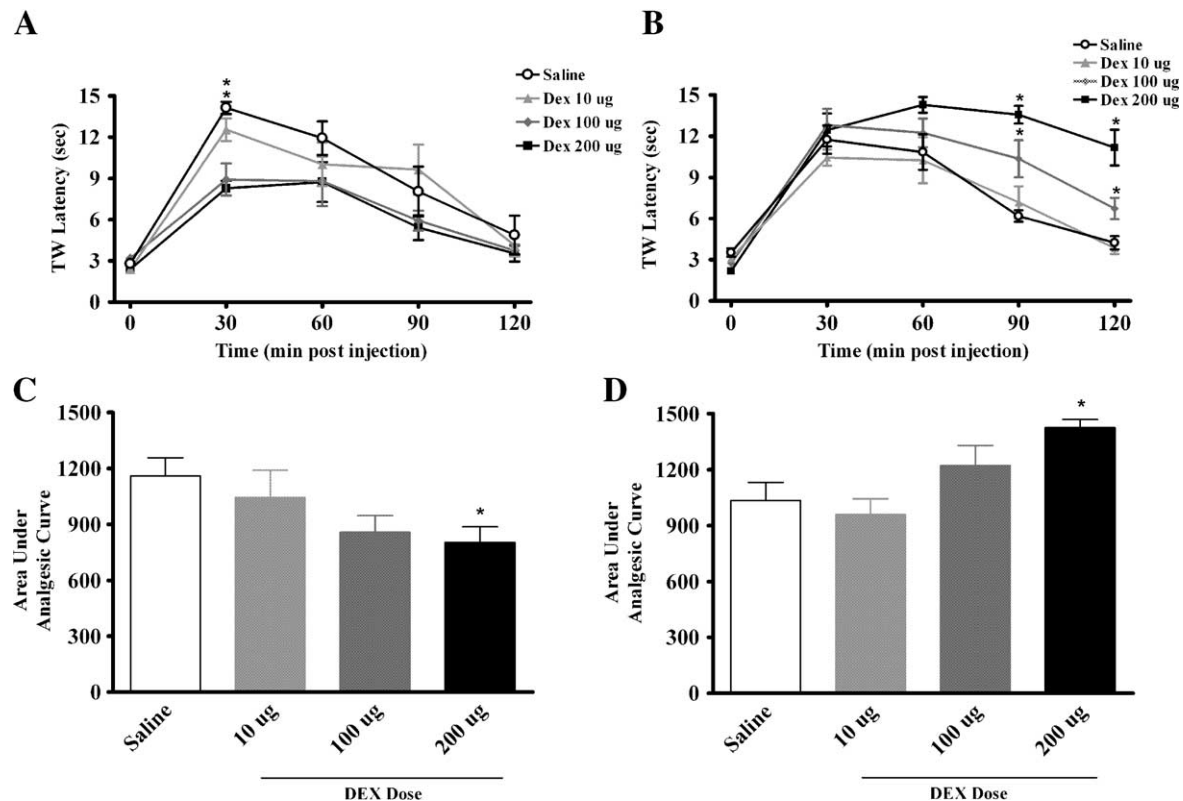 A
Saline
Dex 10 ug
Dex 100 ug
Dex 200 ug
*
*
15
12
9
6
3
0
TW Latency (sec)
0 30 60 90 120
Time (min post injection)
B
Saline
Dex 10 ug
Dex 100 ug
Dex 200 ug
*
*
*
*
15
12
9
6
3
0
TW Latency (sec)
0 30 60 90 120
Time (min post injection)
C
1500
1200
900
600
300
0
Area Under
Analgesic Curve
*
Saline
10 ug
100 ug
200 ug
DEX Dose
D
1500
1200
900
600
300
0
Area Under
Analgesic Curve
*
Saline
10 ug
100 ug
200 ug
DEX Dose